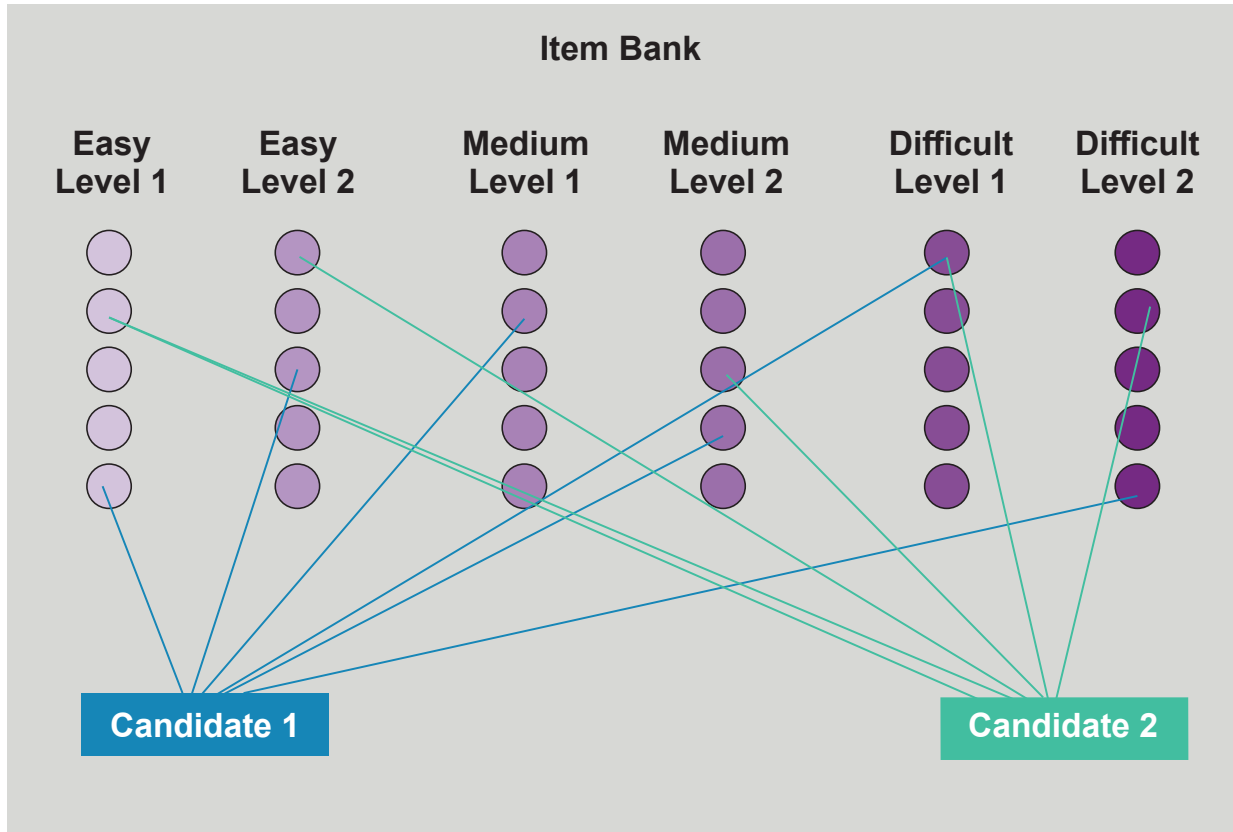 Item Bank
Easy
Level 1
Easy
Level 2
Medium
Level 1
Medium
Level 2
Difficult
Level 1
Difficult
Level 2
Candidate 1
Candidate 2